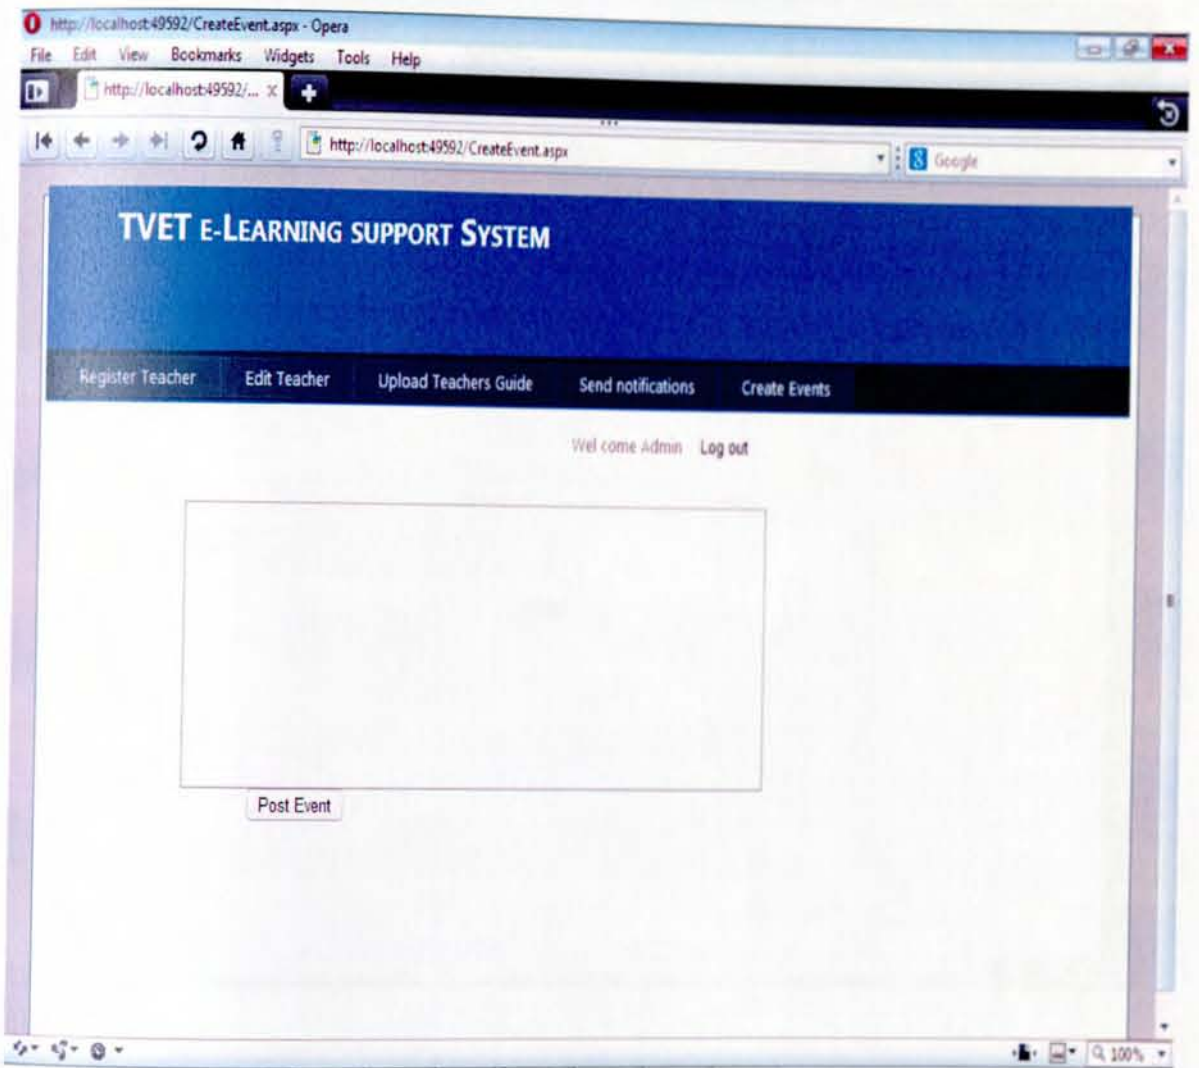 http://localhost:49592/CreateEvent.aspx - Opera
File Edit View Bookmarks Widgets Tools Help
http://localhost:49592/... x
http://localhost:49592/CreateEvent.aspx
Google
TVET E-LEARNING SUPPORT SYSTEM
Register Teacher Edit Teacher Upload Teachers Guide Send notifications Create Events
Wel come Admin Log out
Post Event
100%